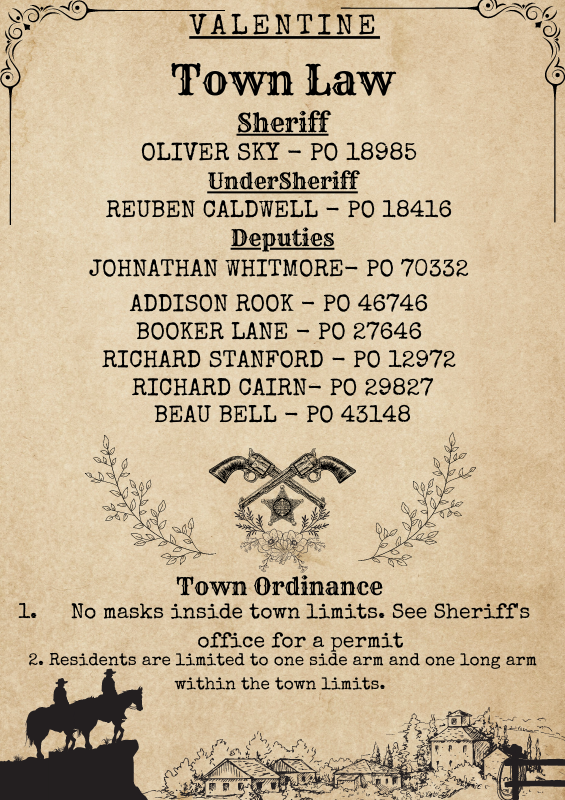 VALENTINE
Town Law
Sheriff
OLIVER SKY - PO 18985
UnderSheriff
REUBEN CALDWELL - PO 18416
Deputies
JOHNATHAN WHITMORE- PO 70332
ADDISON ROOK - PO 46746
BOOKER LANE - PO 27646
RICHARD STANFORD - PO 12972
RICHARD CAIRN- PO 29827
BEAU BELL - PO 43148
Town Ordinance
1. No masks inside town limits. See Sheriff's
office for a permit
2. Residents are limited to one side arm and one long arm
within the town limits.